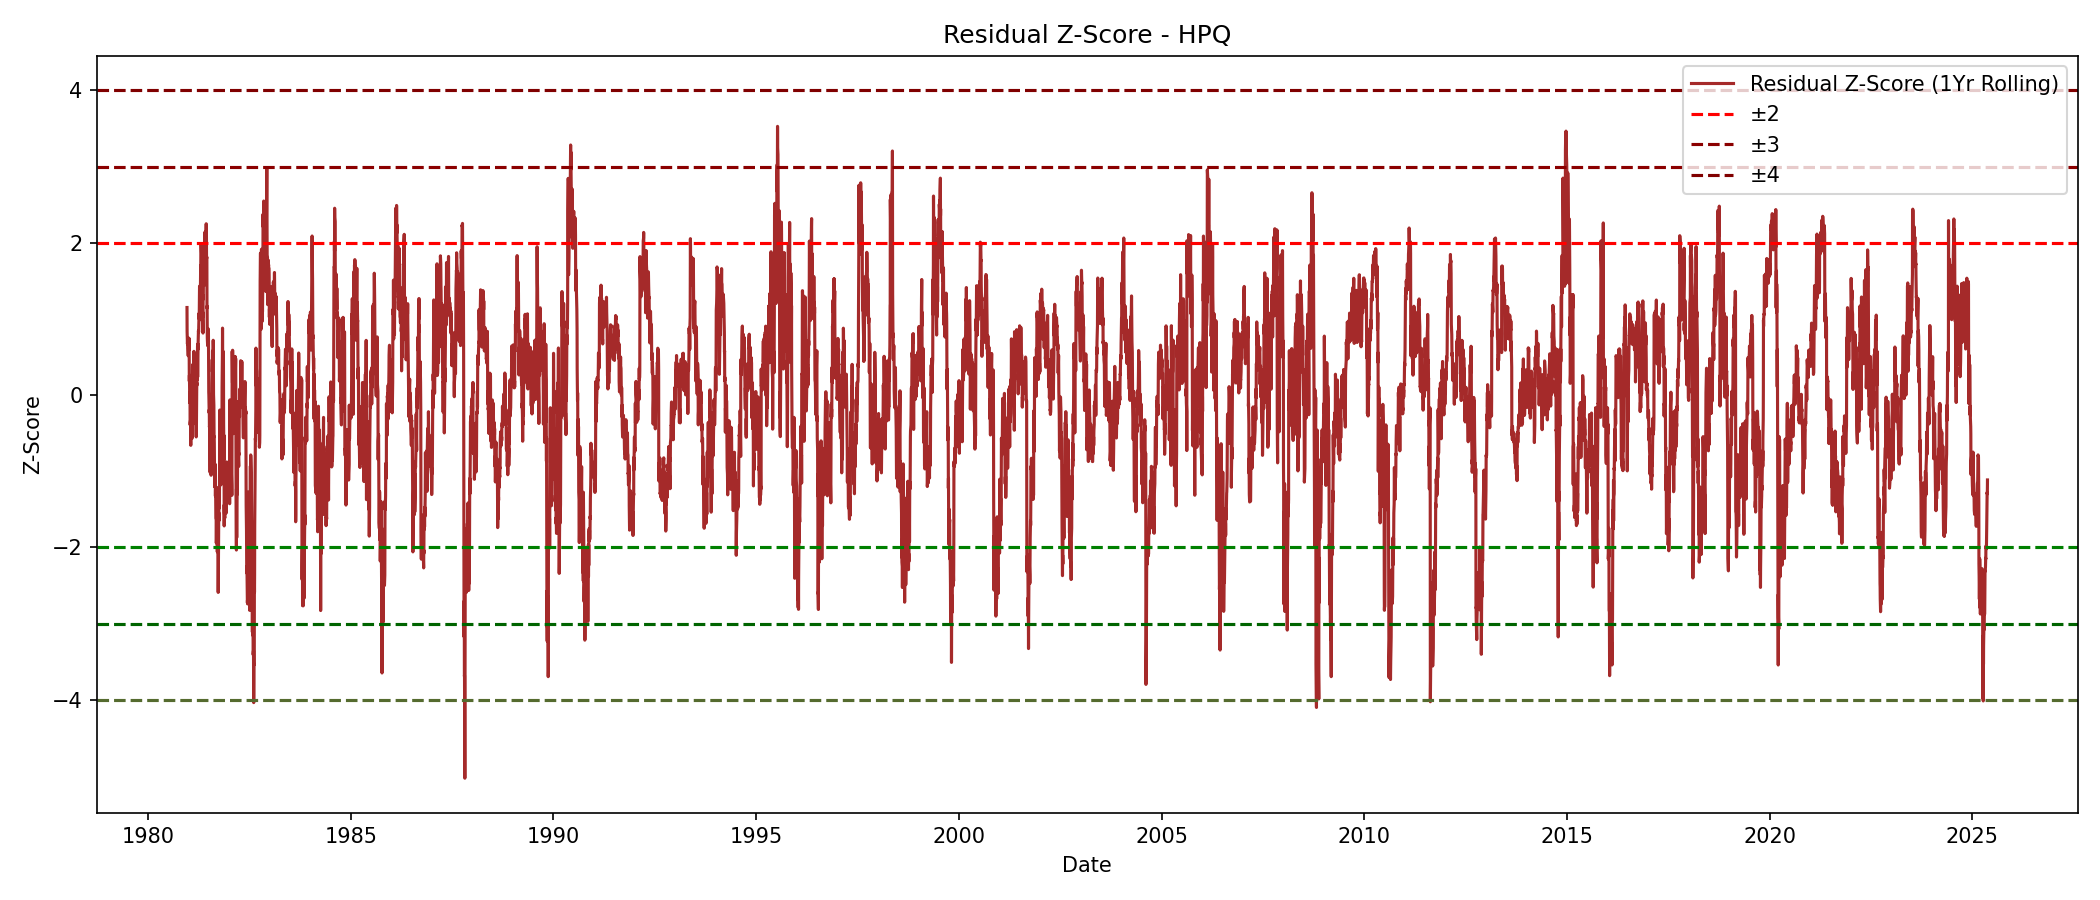 Residual Z-Score - HPQ
Residual Z-Score (1Yr Rolling)
±2
±3
±4
Z-Score
4
2
0
−2
−4
1980 1985 1990 1995 2000 2005 2010 2015 2020 2025
Date